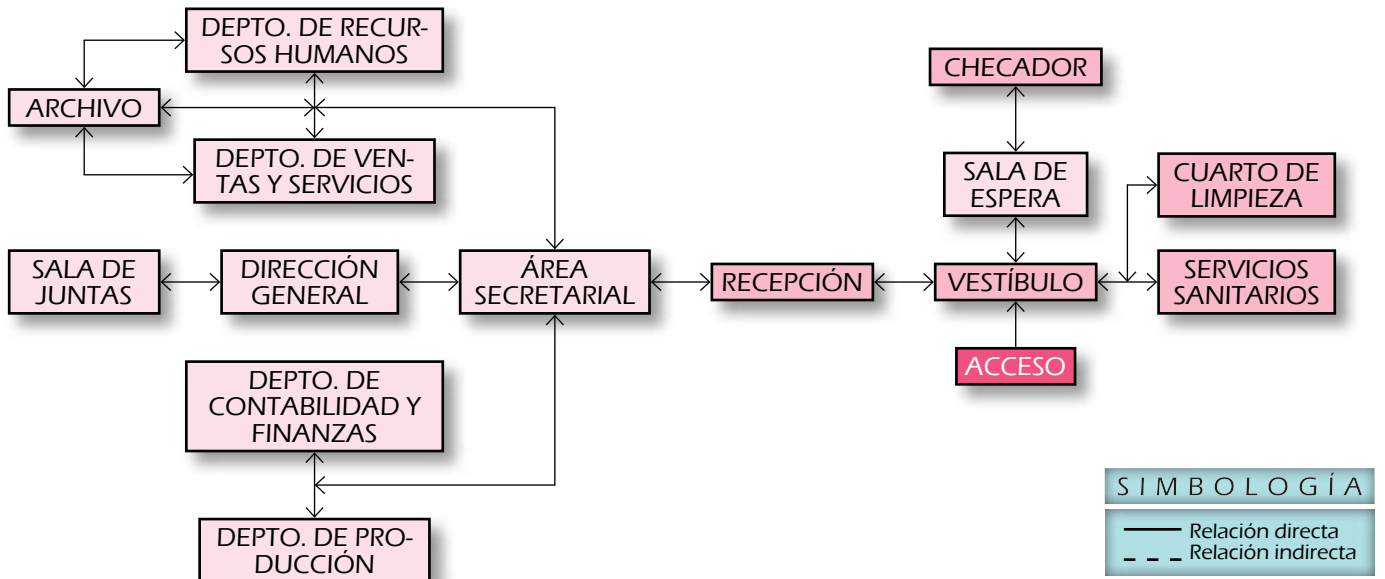 DEPTO. DE RECUR-
SOS HUMANOS
CHECADOR
ARCHIVO
DEPTO. DE VEN-
TAS Y SERVICIOS
SALA DE
ESPERA
CUARTO DE
LIMPIEZA
SALA DE
JUNTAS
DIRECCIÓN
GENERAL
ÁREA
SECRETARIAL
RECEPCIÓN
VESTÍBULO
SERVICIOS
SANITARIOS
ACCESO
DEPTO. DE
CONTABILIDAD Y
FINANZAS
DEPTO. DE PRO-
DUCCIÓN
SIMBOLOGÍA
Relación directa
Relación indirecta